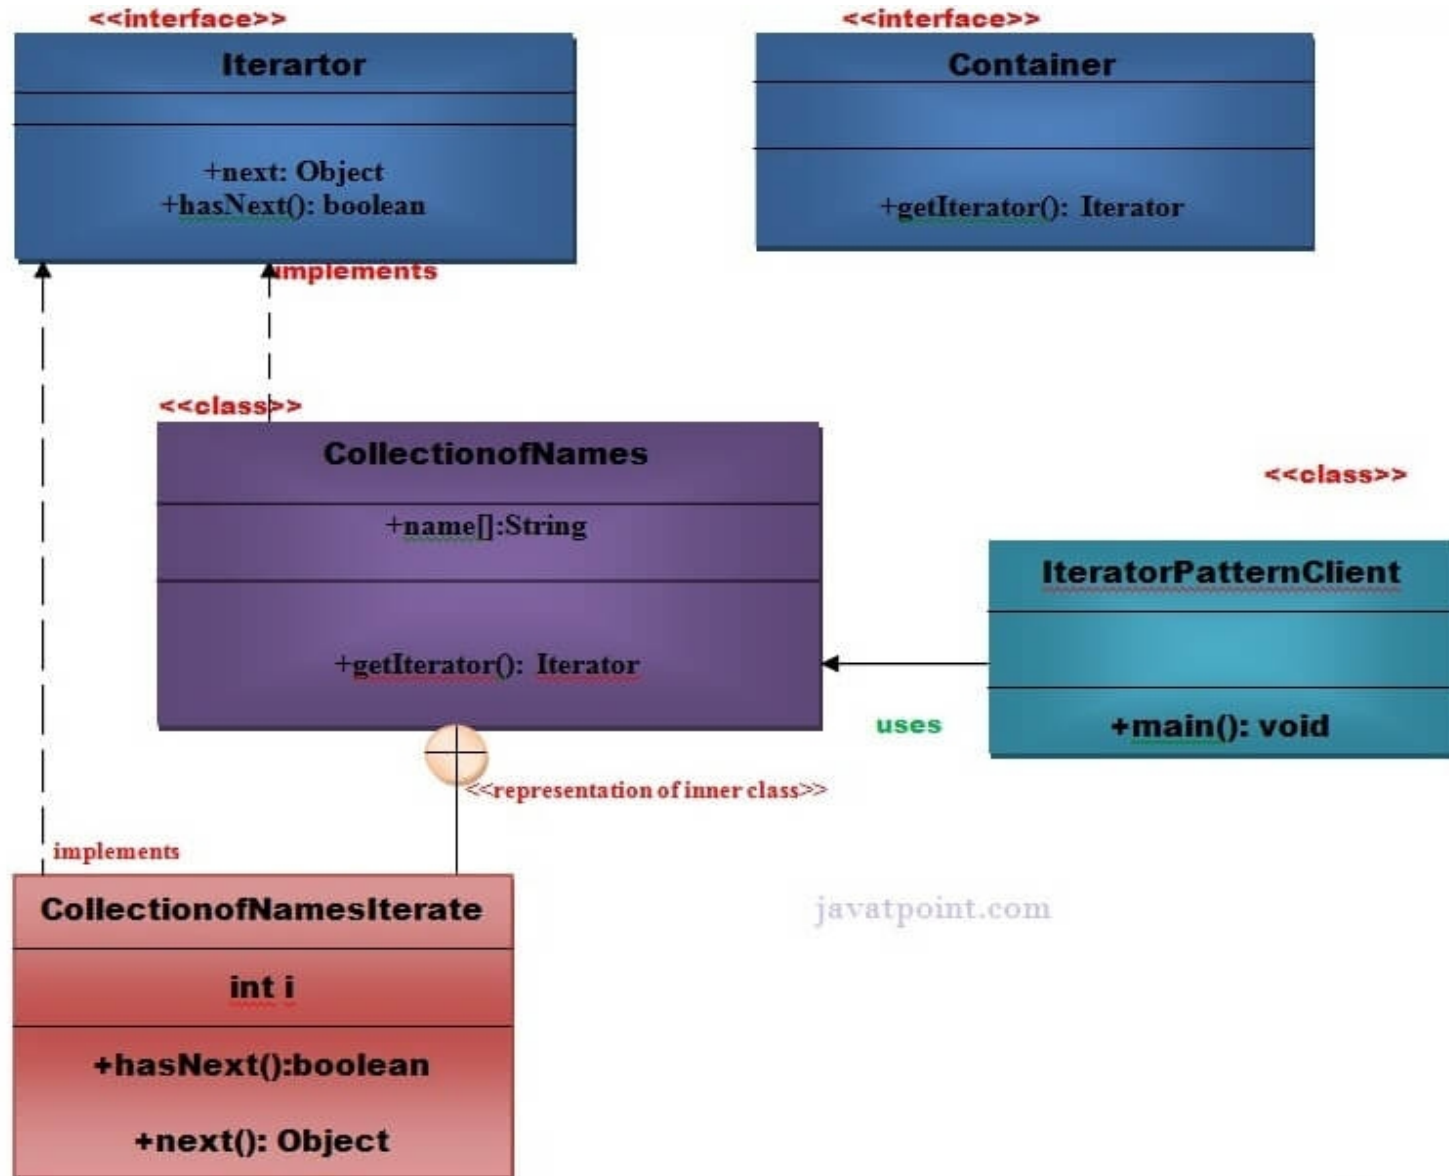 <<interface>>
Iterartor
+next: Object
+hasNext(): boolean
<<interface>>
Container
+getIterator(): Iterator
implements
<<class>>
CollectionofNames
+name[]:String
+getIterator(): Iterator
<<class>>
IteratorPatternClient
+main(): void
uses
<<representation of inner class>>
implements
CollectionofNamesIterate
int i
+hasNext():boolean
+next(): Object
javatpoint.com